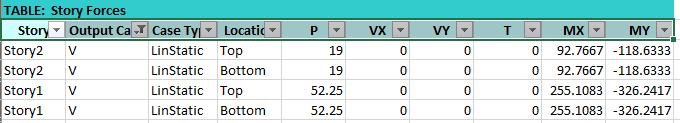 TABLE: Story Forces
Story Output Ca Case Typ Locatio P VX VY T MX MY
Story2 V LinStatic Top 19 0 0 0 92.7667 -118.6333
Story2 V LinStatic Bottom 19 0 0 0 92.7667 -118.6333
Story1 V LinStatic Top 52.25 0 0 0 255.1083 -326.2417
Story1 V LinStatic Bottom 52.25 0 0 0 255.1083 -326.2417